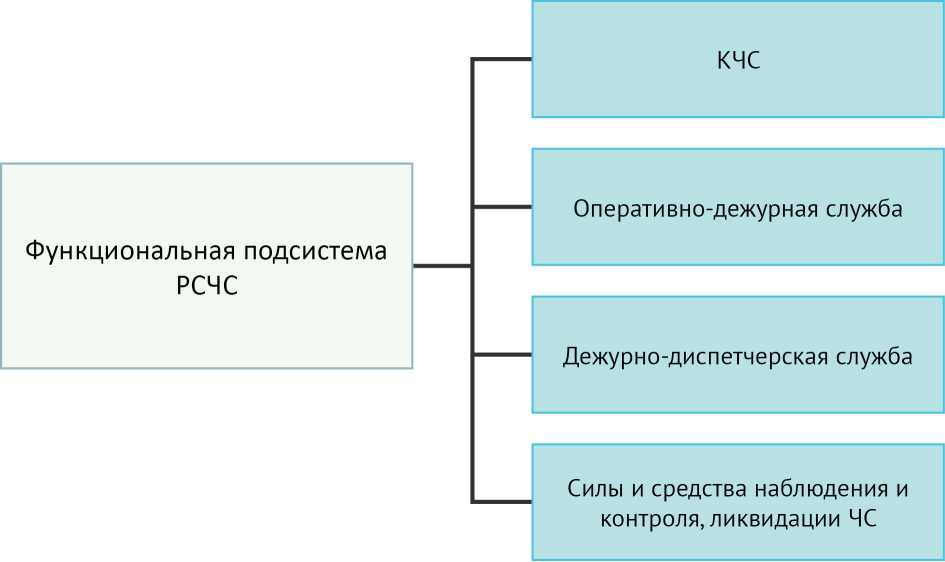 КЧС
Оперативно-дежурная служба
Функциональная подсистема
РСЧС
Дежурно-диспетчерская служба
Силы и средства наблюдения и
контроля, ликвидации ЧС